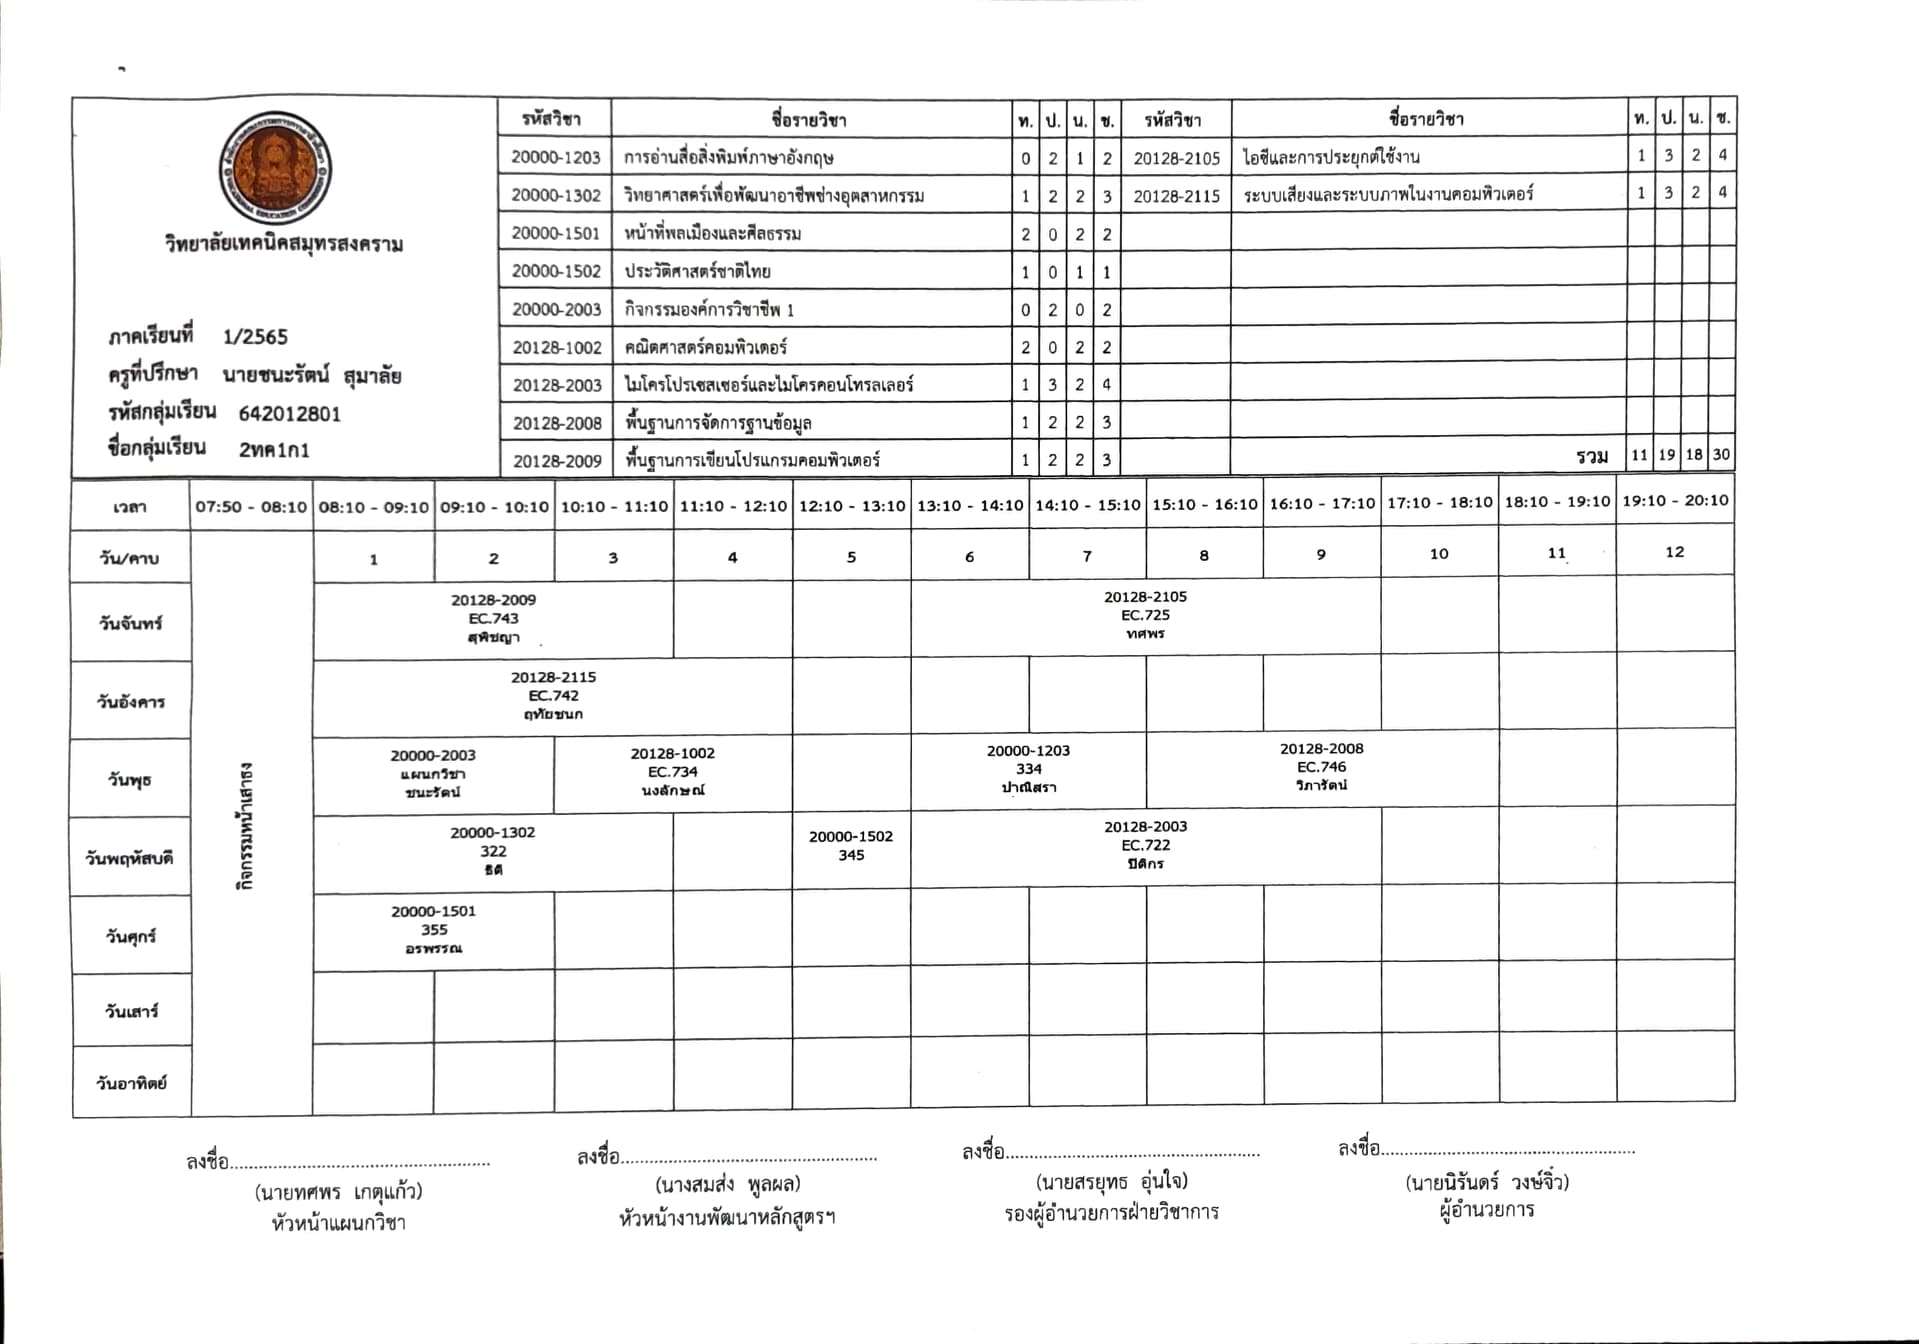 วิทยาลัยเทคนิคสมุทรสงคราม
ภาคเรียนที่ 1/2565
ครูที่ปรึกษา นายชนะรัตน์ สุมาลัย
รหัสกลุ่มเรียน 642012801
ชื่อกลุ่มเรียน 2ทค1ก1
รหัสวิชา ชื่อรายวิชา ท. ป. น. ช. รหัสวิชา ชื่อรายวิชา ท. ป. น. ช.
20000-1203 การอ่านสื่อสิ่งพิมพ์ภาษาอังกฤษ 0 2 1 2 20128-2105 ไอซีและการประยุกต์ใช้งาน 1 3 2 4
20000-1302 วิทยาศาสตร์เพื่อพัฒนาอาชีพช่างอุตสาหกรรม 1 2 2 3 20128-2115 ระบบเสียงและระบบภาพในงานคอมพิวเตอร์ 1 3 2 4
20000-1501 หน้าที่พลเมืองและศีลธรรม 2 0 2 2
20000-1502 ประวัติศาสตร์ชาติไทย 1 0 1 1
20000-2003 กิจกรรมองค์การวิชาชีพ 1 0 2 0 2
20128-1002 คณิตศาสตร์คอมพิวเตอร์ 2 0 2 2
20128-2003 ไมโครโปรเซสเซอร์และไมโครคอนโทรลเลอร์ 1 3 2 4
20128-2008 พื้นฐานการจัดการฐานข้อมูล 1 2 2 3
20128-2009 พื้นฐานการเขียนโปรแกรมคอมพิวเตอร์ 1 2 2 3 รวม 11 19 18 30
เวลา 07:50 - 08:10 08:10 - 09:10 09:10 - 10:10 10:10 - 11:10 11:10 - 12:10 12:10 - 13:10 13:10 - 14:10 14:10 - 15:10 15:10 - 16:10 16:10 - 17:10 17:10 - 18:10 18:10 - 19:10 19:10 - 20:10
วัน/คาบ 1 2 3 4 5 6 7 8 9 10 11 12
กิจกรรมหน้าเสาธง
วันจันทร์
20128-2009 20128-2105
EC.743 EC.725
สุพิชญา ทศพร
วันอังคาร
20128-2115
EC.742
ฤทัยชนก
วันพุธ
20000-2003 20128-1002 20000-1203 20128-2008
แผนกวิชา EC.734 334 EC.746
ชนะรัตน์ นงลักษณ์ ปาณิสรา วิภารัตน์
วันพฤหัสบดี
20000-1302 20000-1502 20128-2003
322 345 EC.722
ธิติ ปิติกร
วันศุกร์
20000-1501
355
อรพรรณ
วันเสาร์
วันอาทิตย์
ลงชื่อ................ ลงชื่อ................ ลงชื่อ................ ลงชื่อ................
(นายทศพร เกตุแก้ว) (นางสมส่ง พูลผล) (นายสรยุทธ อุ่นใจ) (นายนิรันดร์ วงษ์จิ๋ว)
หัวหน้าแผนกวิชา หัวหน้างานพัฒนาหลักสูตรฯ รองผู้อำนวยการฝ่ายวิชาการ ผู้อำนวยการ